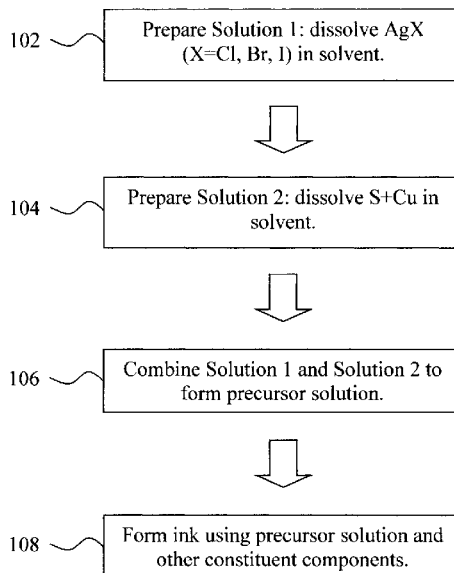 102
Prepare Solution 1: dissolve AgX
(X=Cl, Br, I) in solvent.
104
Prepare Solution 2: dissolve S+Cu in
solvent.
106
Combine Solution 1 and Solution 2 to
form precursor solution.
108
Form ink using precursor solution and
other constituent components.